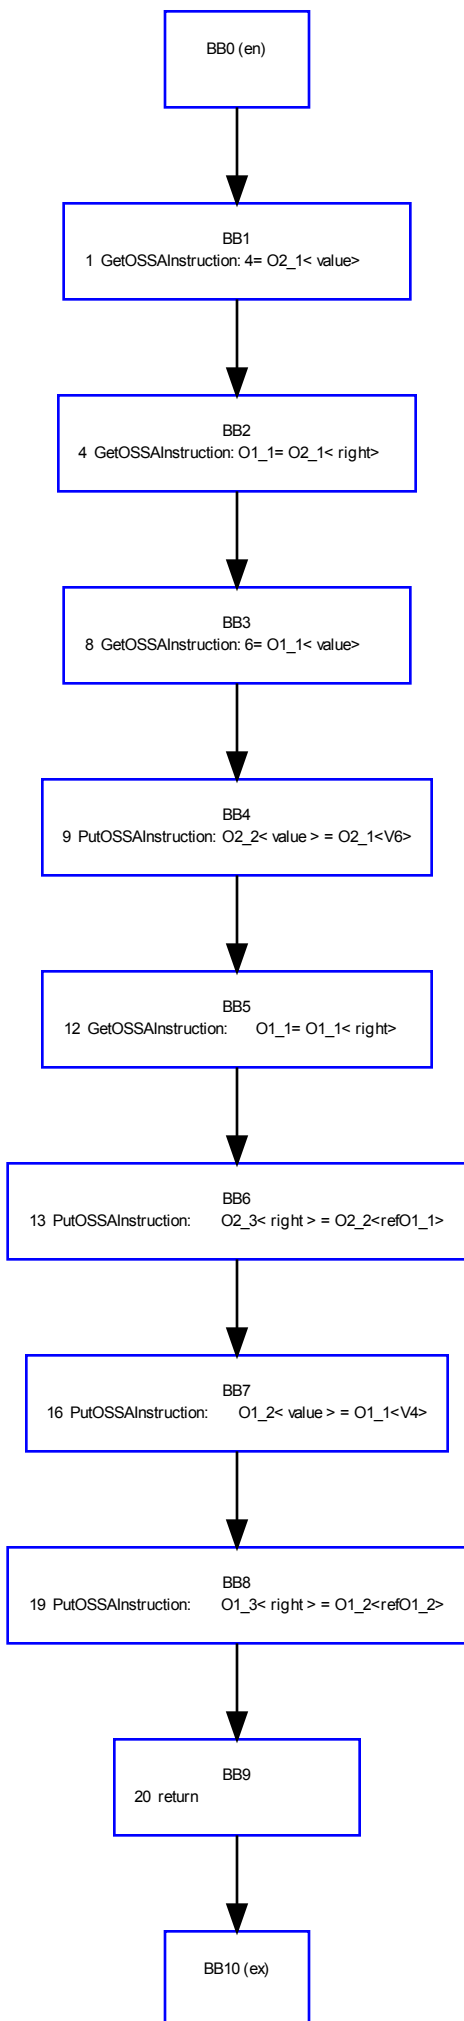 BB0 (en)
BB1
1 GetOSSAInstruction: 4= O2_1< value>
BB2
4 GetOSSAInstruction: O1_1= O2_1< right>
BB3
8 GetOSSAInstruction: 6= O1_1< value>
BB4
9 PutOSSAInstruction: O2_2< value > = O2_1<V6>
BB5
12 GetOSSAInstruction: O1_1= O1_1< right>
BB6
13 PutOSSAInstruction: O2_3< right > = O2_2<refO1_1>
BB7
16 PutOSSAInstruction: O1_2< value > = O1_1<V4>
BB8
19 PutOSSAInstruction: O1_3< right > = O1_2<refO1_2>
BB9
20 return
BB10 (ex)